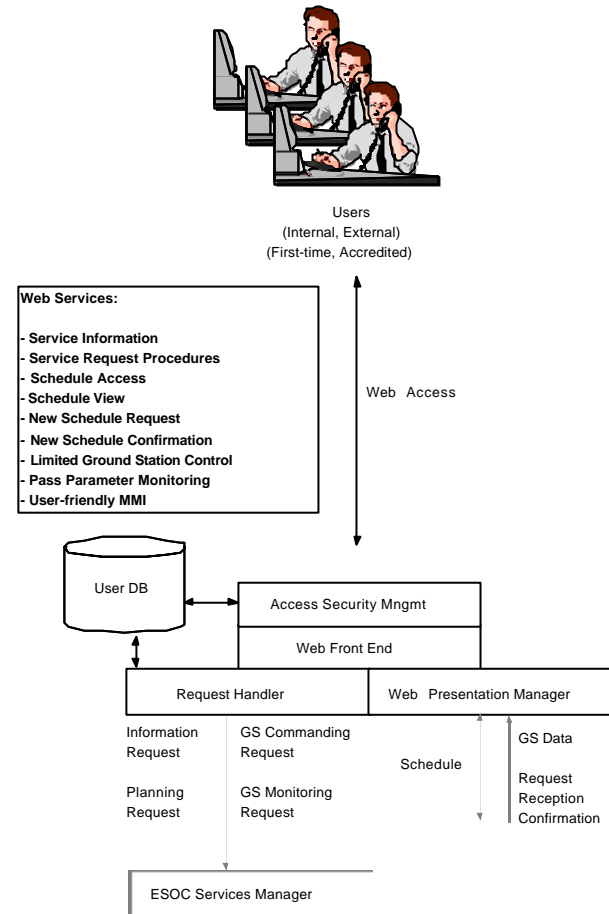 Users
(Internal, External)
(First-time, Accredited)
Web Services:
- Service Information
- Service Request Procedures
- Schedule Access
- Schedule View
- New Schedule Request
- New Schedule Confirmation
- Limited Ground Station Control
- Pass Parameter Monitoring
- User-friendly MMI
Web Access
User DB
Access Security Mngmt
Web Front End
Request Handler
Web Presentation Manager
Information
Request
GS Commanding
Request
Planning
Request
GS Monitoring
Request
Schedule
GS Data
Request
Reception
Confirmation
ESOC Services Manager